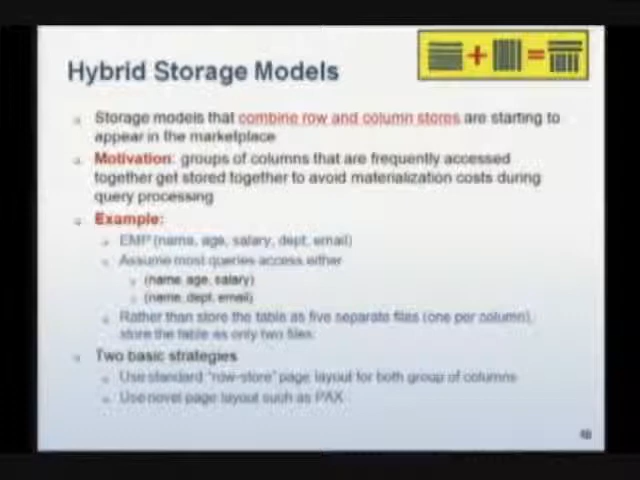 Hybrid Storage Models
Storage models that combine row and column stores are starting to
appear in the marketplace
Motivation: groups of columns that are frequently accessed
together get stored together to avoid materialization costs during
query processing
Example:
EMP (name, age, salary, dept, email)
Assume most queries access either
(name, age, salary)
(name, dept, email)
Rather than store the table as five separate files (one per column),
store the table as only two files.
Two basic strategies
Use standard "row-store" page layout for both group of columns
Use novel page layout such as PAX